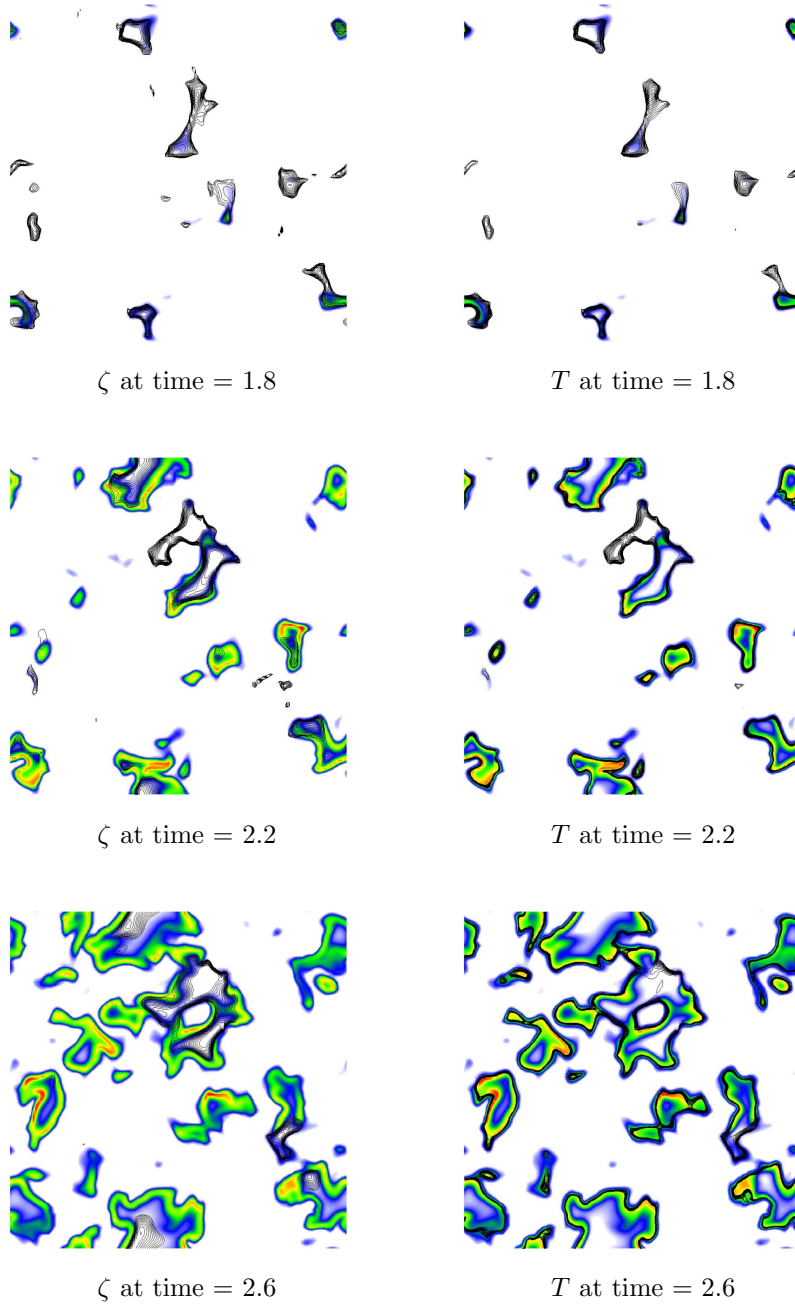 ζ at time = 1.8
T at time = 1.8
ζ at time = 2.2
T at time = 2.2
ζ at time = 2.6
T at time = 2.6